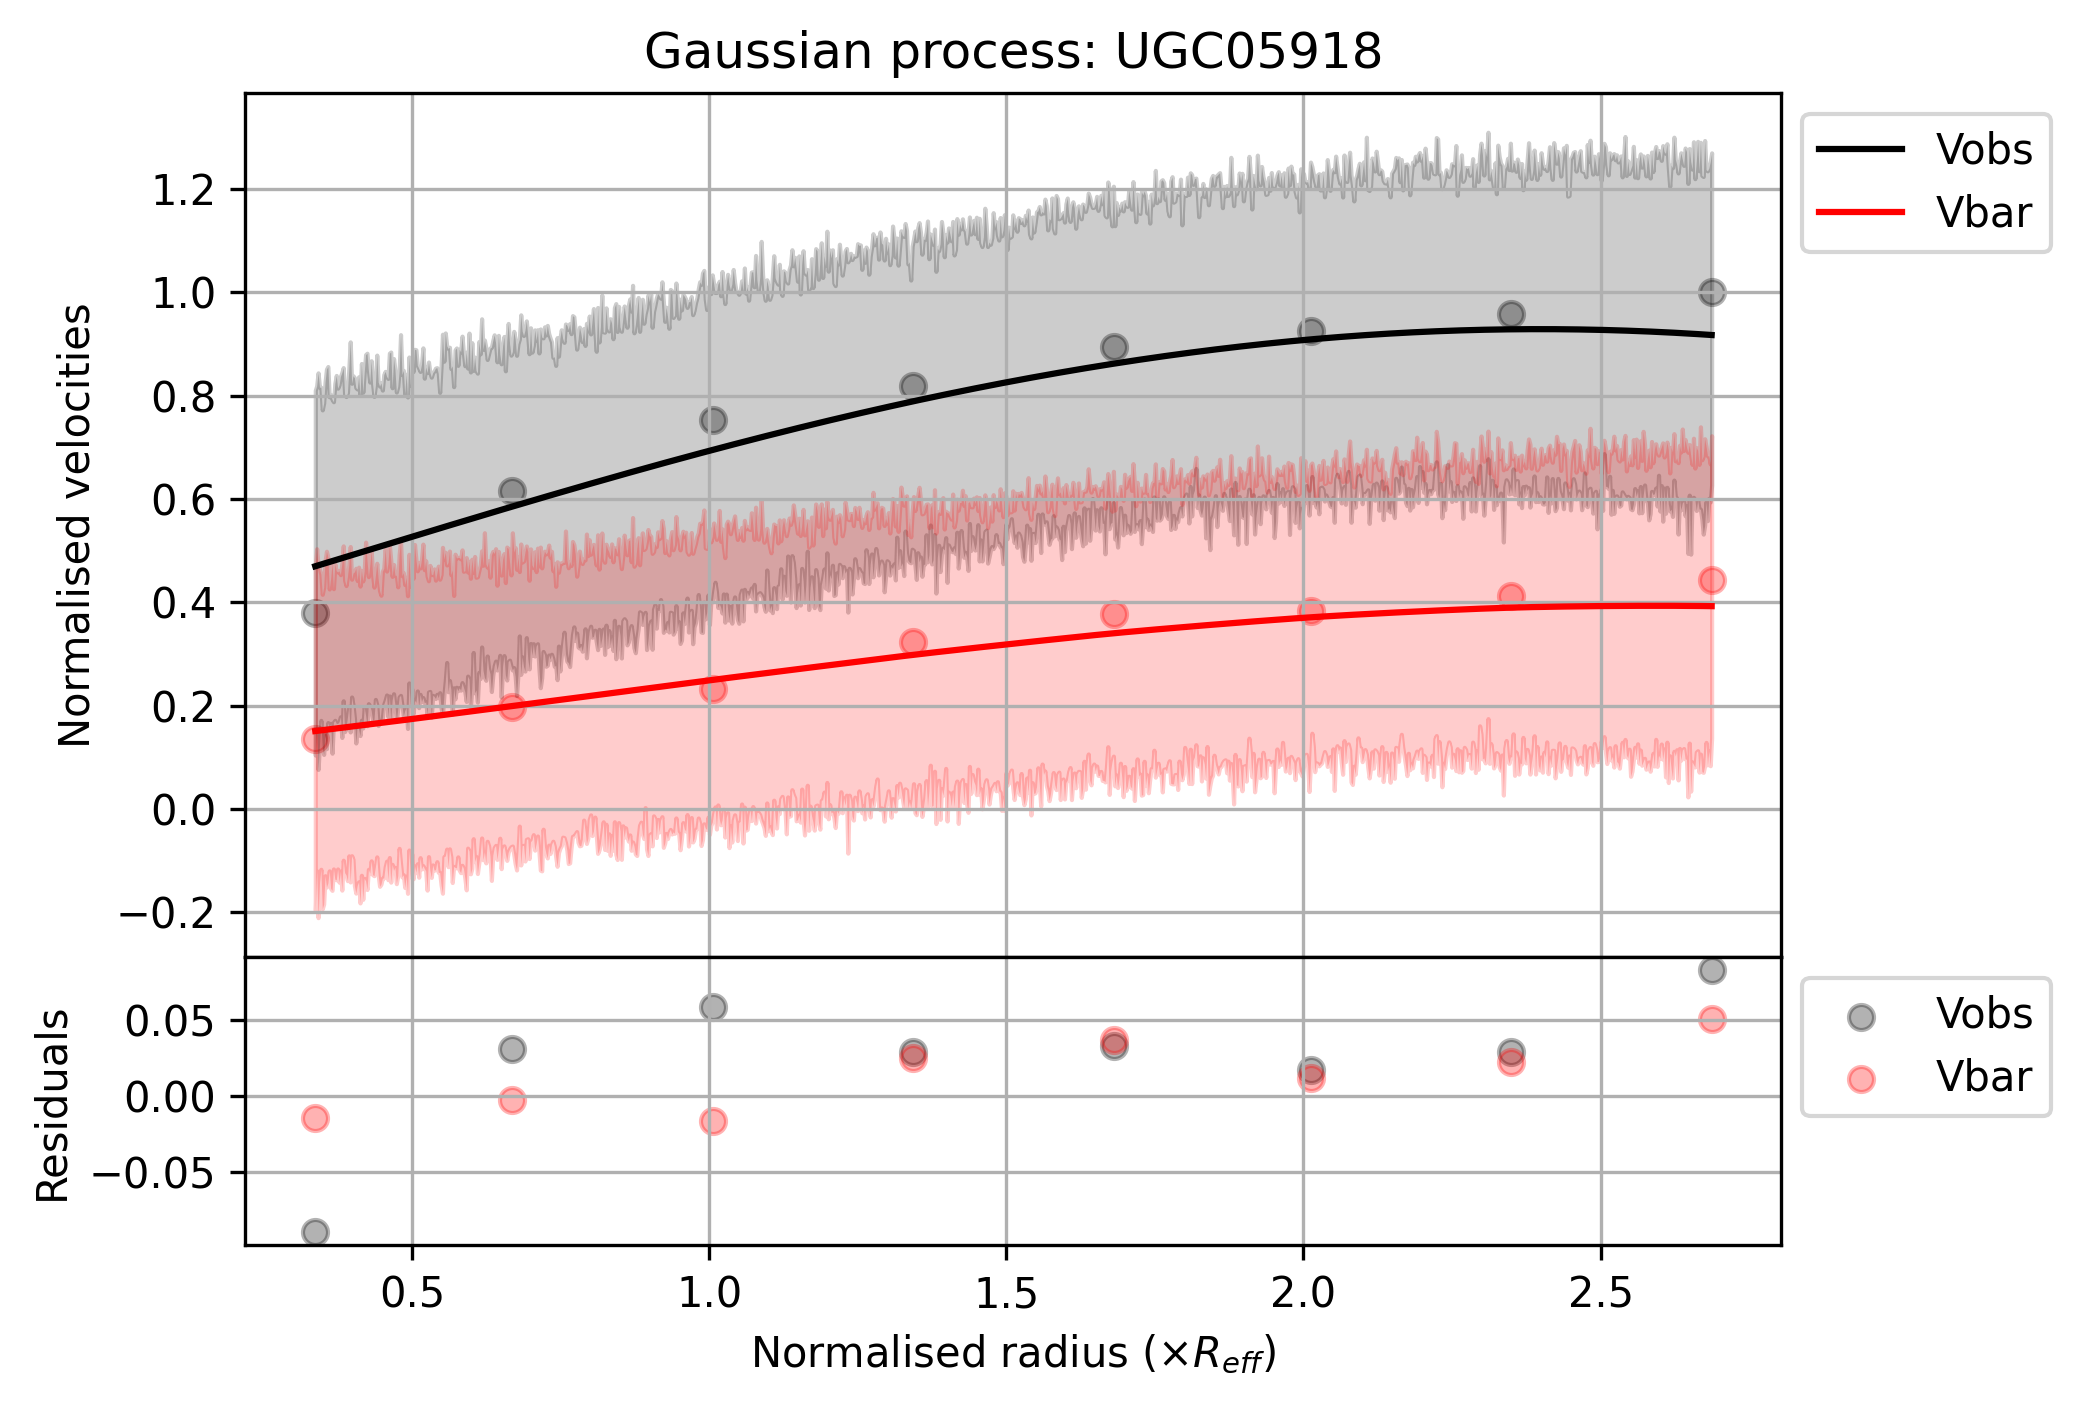 Gaussian process: UGC05918
Normalised velocities
1.2
1.0
0.8
0.6
0.4
0.2
0.0
−0.2
Vobs
Vbar
Residuals
0.05
0.00
−0.05
Vobs
Vbar
0.5 1.0 1.5 2.0 2.5
Normalised radius (×R_eff)